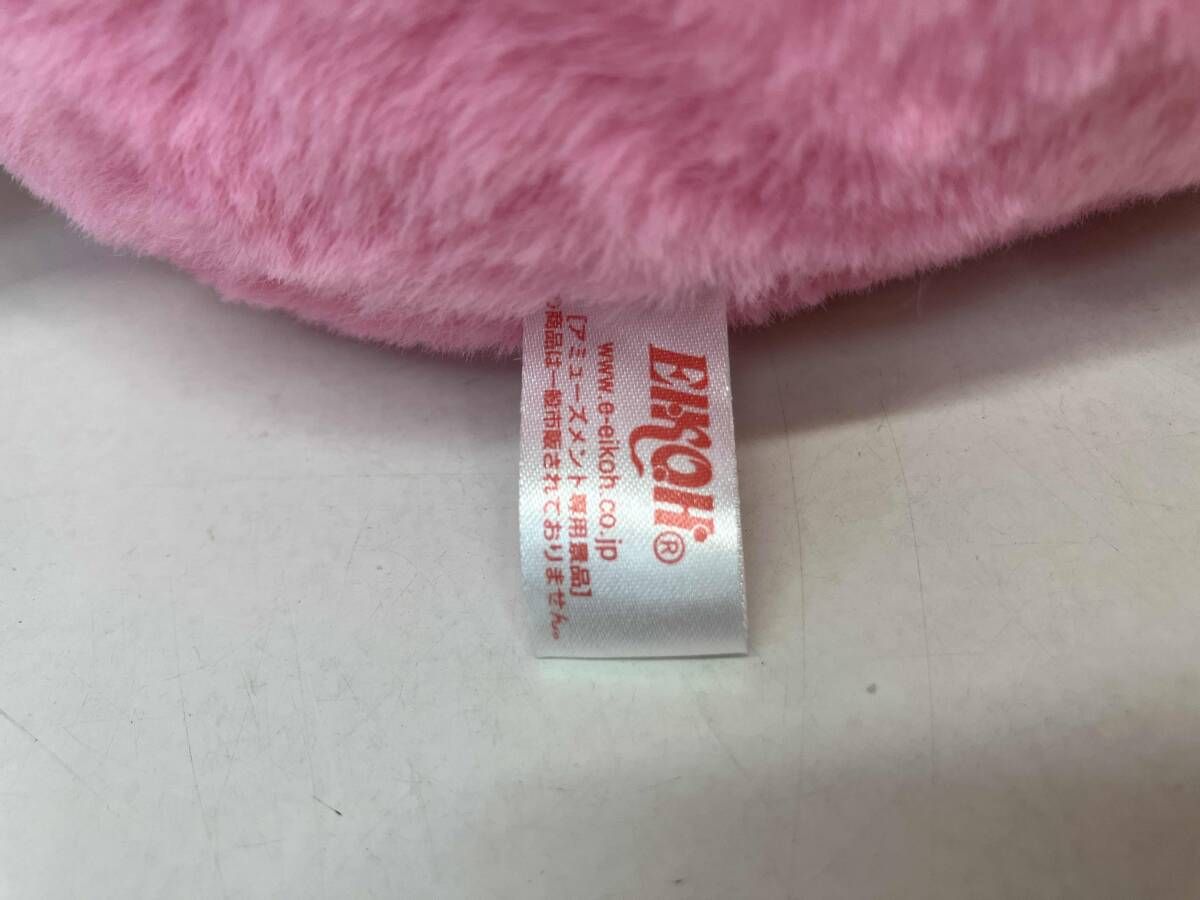 EIKOH®
www.e-eikoh.co.jp
[アミューズメント専用景品]
の商品は一般市販されておりません。